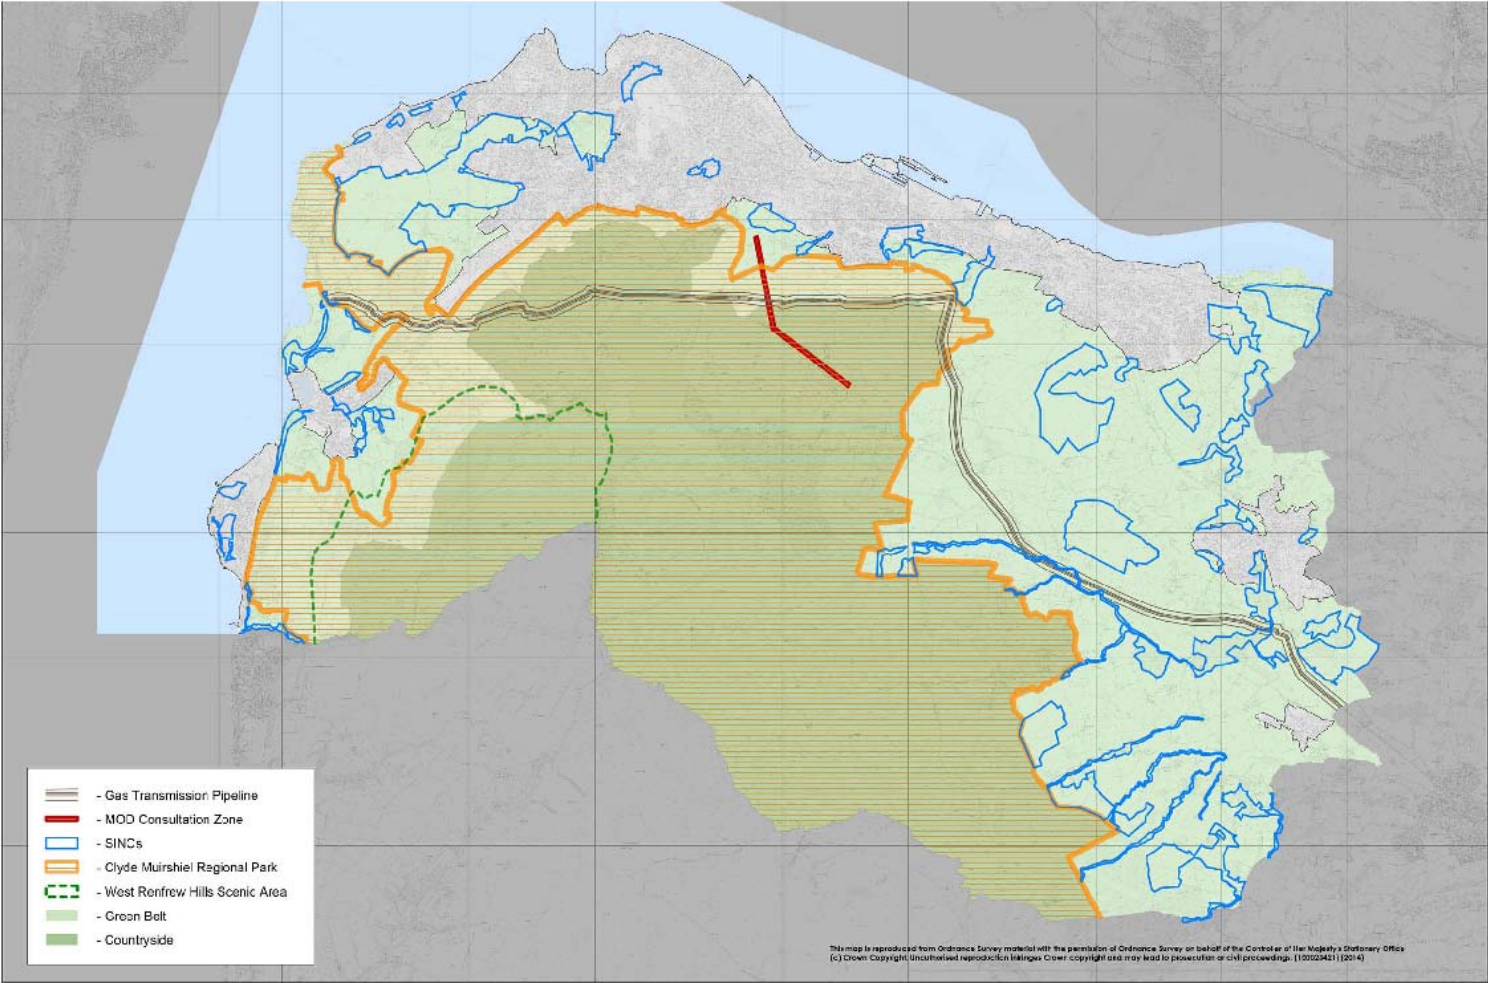 - Gas Transmission Pipeline
- MOD Consultation Zone
- SINCs
- Clyde Muirshiel Regional Park
- West Renfrew Hills Scenic Area
- Green Belt
- Countryside
This map is reproduced from Ordnance Survey material with the permission of Ordnance Survey on behalf of the Controller of Her Majesty's Stationery Office
(c) Crown Copyright. Unauthorised reproduction infringes Crown copyright and may lead to prosecution or civil proceedings. (100023421) (2014)